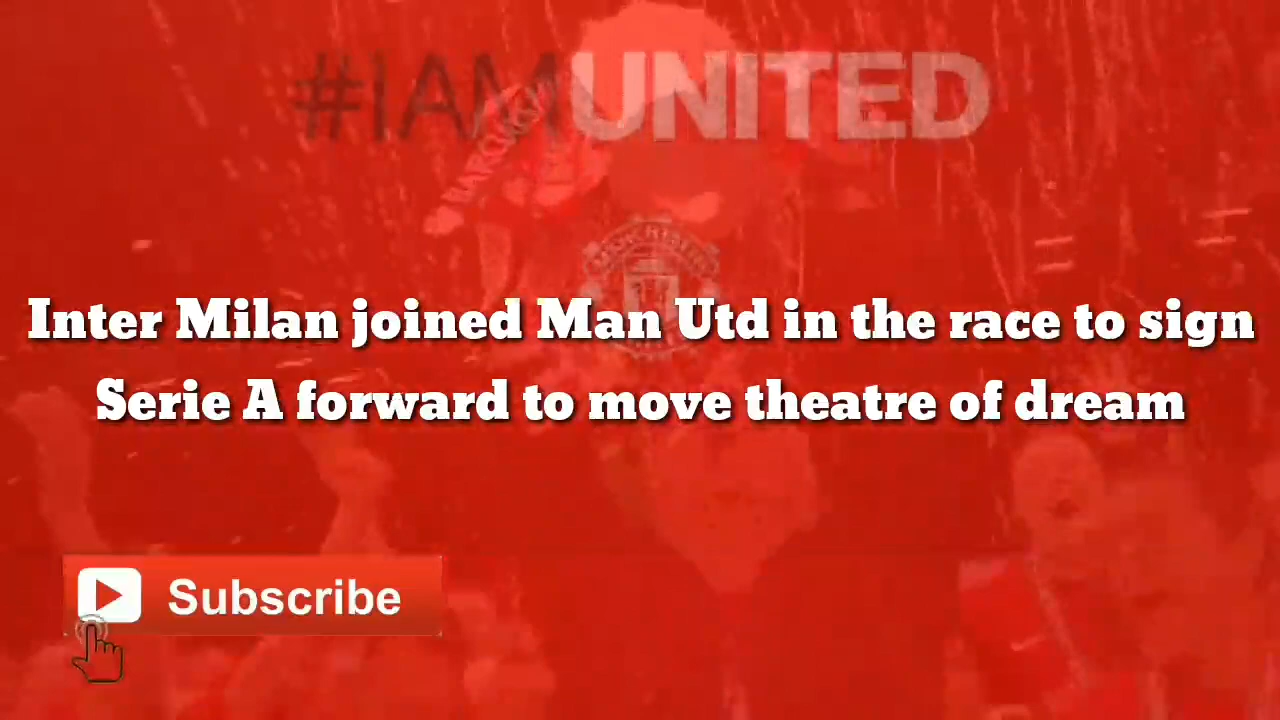 #IAMUNITED
Inter Milan joined Man Utd in the race to sign
Serie A forward to move theatre of dream
Subscribe